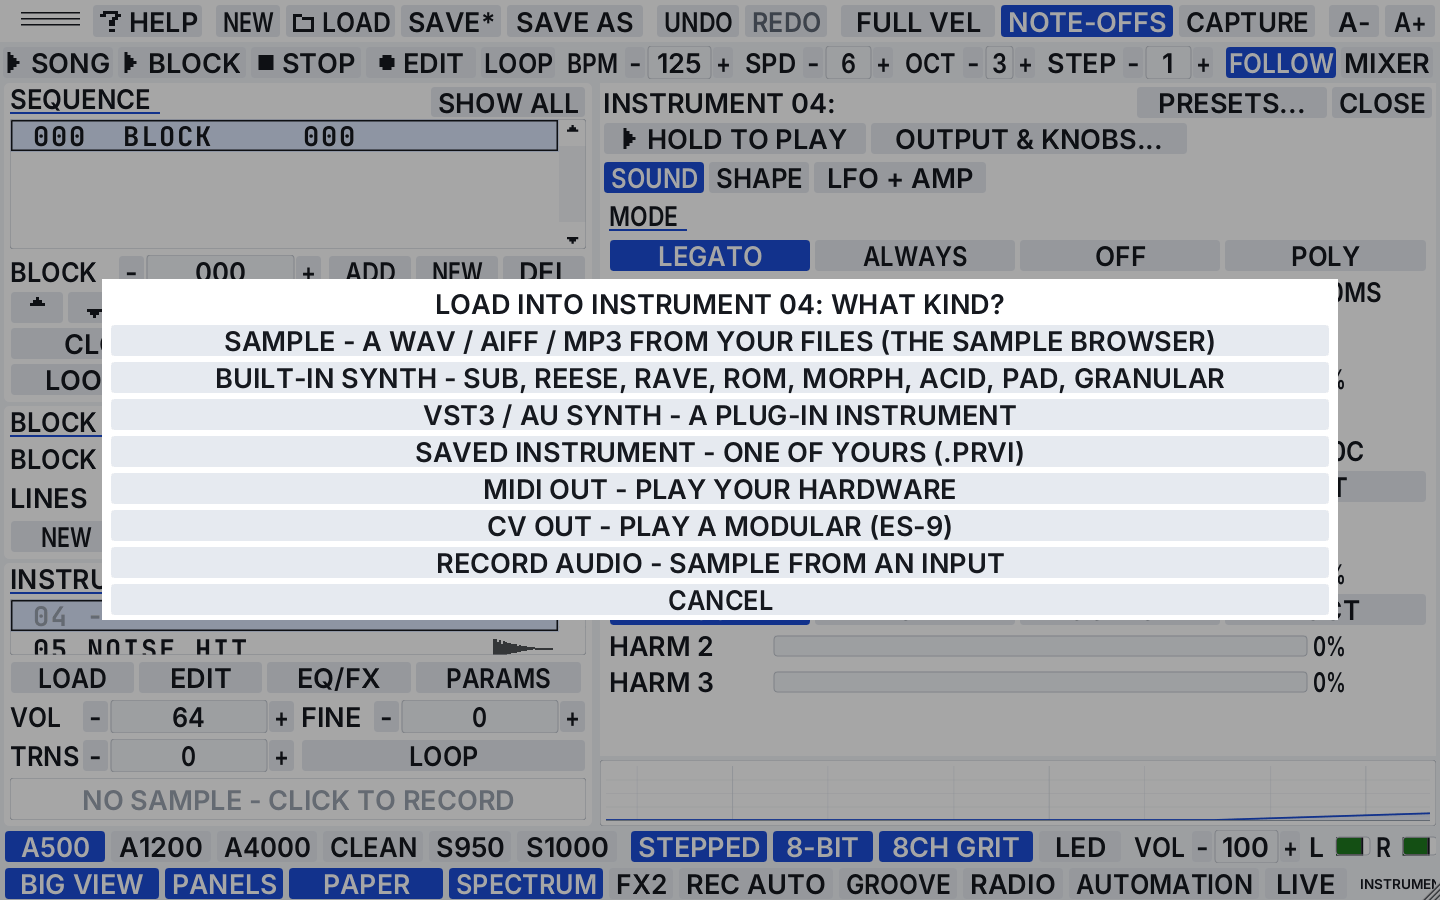 ? HELP NEW LOAD SAVE* SAVE AS UNDO REDO FULL VEL NOTE-OFFS CAPTURE A- A+
SONG BLOCK STOP EDIT LOOP BPM - 125 + SPD - 6 + OCT - 3 + STEP - 1 + FOLLOW MIXER
SEQUENCE SHOW ALL
000 BLOCK 000
INSTRUMENT 04: PRESETS... CLOSE
HOLD TO PLAY OUTPUT & KNOBS...
SOUND SHAPE LFO + AMP
MODE
LEGATO ALWAYS OFF POLY
BLOCK - 000 + ADD NEW DEL
LOAD INTO INSTRUMENT 04: WHAT KIND?
SAMPLE - A WAV / AIFF / MP3 FROM YOUR FILES (THE SAMPLE BROWSER)
BUILT-IN SYNTH - SUB, REESE, RAVE, ROM, MORPH, ACID, PAD, GRANULAR
VST3 / AU SYNTH - A PLUG-IN INSTRUMENT
SAVED INSTRUMENT - ONE OF YOURS (.PRVI)
MIDI OUT - PLAY YOUR HARDWARE
CV OUT - PLAY A MODULAR (ES-9)
RECORD AUDIO - SAMPLE FROM AN INPUT
CANCEL
BLOCK
BLOCK
LINES
NEW
04 -
05 NOISE HIT
LOAD EDIT EQ/FX PARAMS
VOL - 64 + FINE - 0 +
TRNS - 0 + LOOP
NO SAMPLE - CLICK TO RECORD
HARM 2 0%
HARM 3 0%
A500 A1200 A4000 CLEAN S950 S1000 STEPPED 8-BIT 8CH GRIT LED VOL - 100 + L R
BIG VIEW PANELS PAPER SPECTRUM FX2 REC AUTO GROOVE RADIO AUTOMATION LIVE